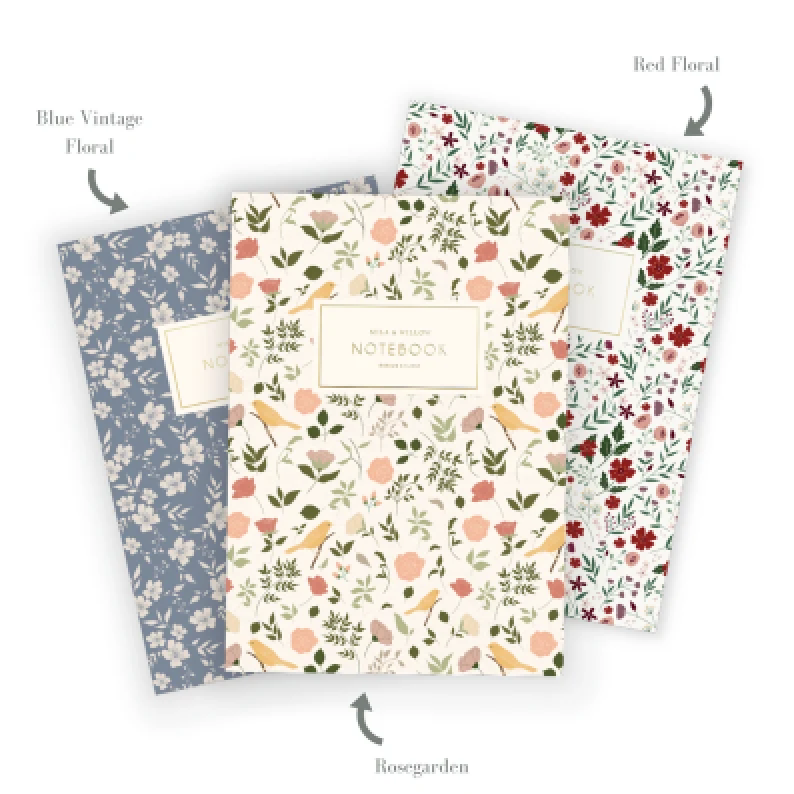 Red Floral
Blue Vintage
Floral
NOTEBOOK
Rosegarden